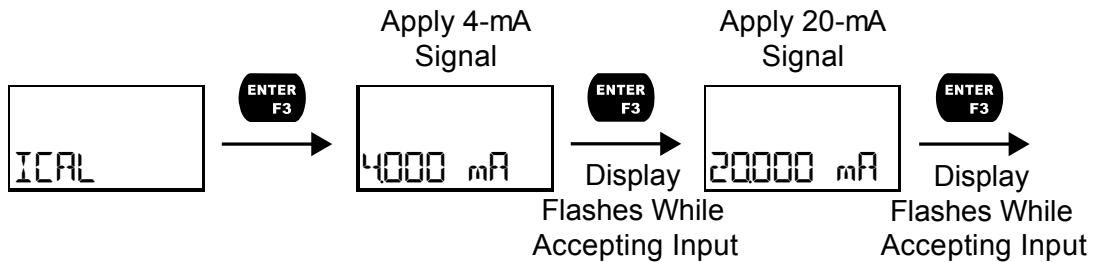 Apply 4-mA
Signal
Apply 20-mA
Signal
ENTER
F3
ENTER
F3
ENTER
F3
ICAL
4.000 mA
20.000 mA
Display
Flashes While
Accepting Input
Display
Flashes While
Accepting Input